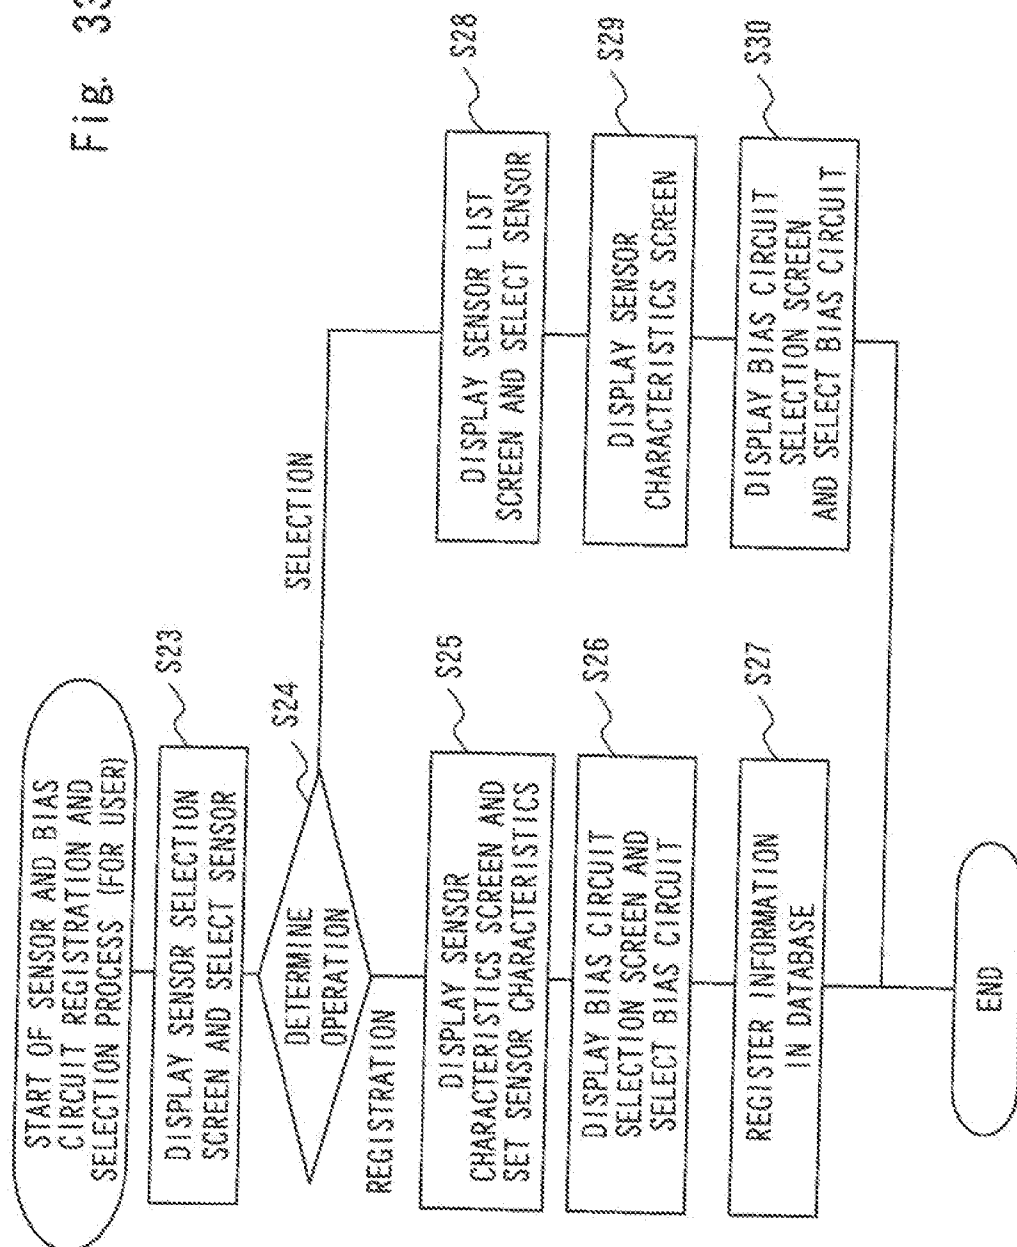 Fig. 33
START OF SENSOR AND BIAS
CIRCUIT REGISTRATION AND
SELECTION PROCESS (FOR USER)
S23
DISPLAY SENSOR SELECTION
SCREEN AND SELECT SENSOR
S24
DETERMINE
OPERATION
SELECTION
REGISTRATION
S25
DISPLAY SENSOR
CHARACTERISTICS SCREEN AND
SET SENSOR CHARACTERISTICS
S26
DISPLAY BIAS CIRCUIT
SELECTION SCREEN AND
SELECT BIAS CIRCUIT
S27
REGISTER INFORMATION
IN DATABASE
S28
DISPLAY SENSOR LIST
SCREEN AND SELECT SENSOR
S29
DISPLAY SENSOR
CHARACTERISTICS SCREEN
S30
DISPLAY BIAS CIRCUIT
SELECTION SCREEN
AND SELECT BIAS CIRCUIT
END